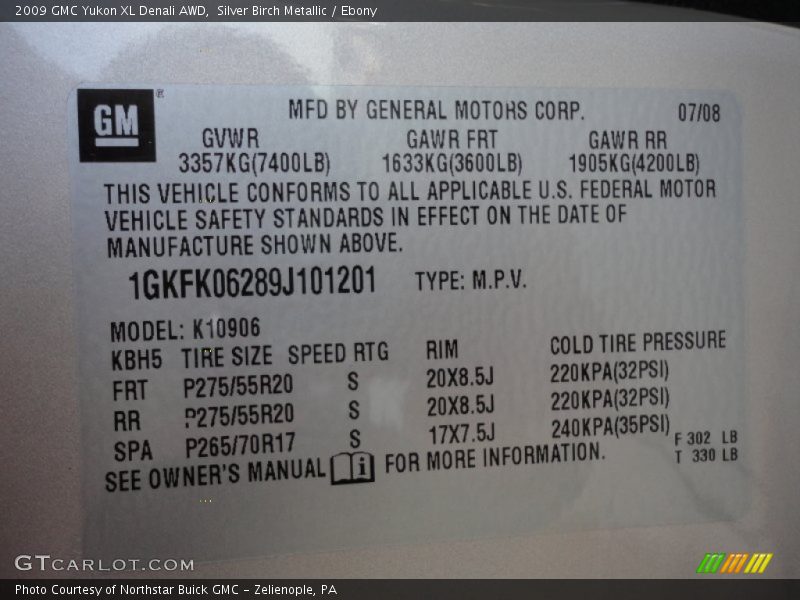 2009 GMC Yukon XL Denali AWD,  Silver Birch Metallic / Ebony
GM®
MFD BY GENERAL MOTORS CORP. 07/08
GVWR GAWR FRT GAWR RR
3357KG(7400LB) 1633KG(3600LB) 1905KG(4200LB)
THIS VEHICLE CONFORMS TO ALL APPLICABLE U.S. FEDERAL MOTOR
VEHICLE SAFETY STANDARDS IN EFFECT ON THE DATE OF
MANUFACTURE SHOWN ABOVE.
1GKFK06289J101201 TYPE: M.P.V.
MODEL: K10906
KBH5 TIRE SIZE SPEED RTG RIM COLD TIRE PRESSURE
FRT P275/55R20 S 20X8.5J 220KPA(32PSI)
RR P275/55R20 S 20X8.5J 220KPA(32PSI)
SPA P265/70R17 S 17X7.5J 240KPA(35PSI)
F 302 LB
T 330 LB
SEE OWNER'S MANUAL i FOR MORE INFORMATION.
GTCARLOT.COM
Photo Courtesy of Northstar Buick GMC - Zelienople, PA